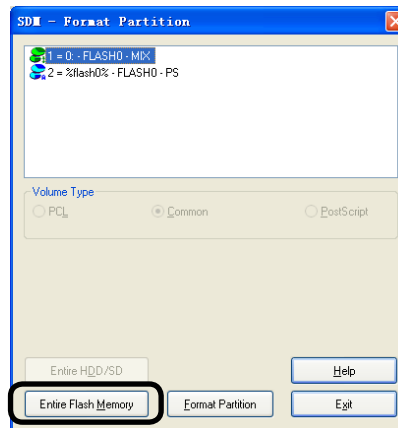 SDM - Format Partition
1 = 0: - FLASH0 - MIX
2 = %flash0% - FLASH0 - PS
Volume Type
PCL
Common
PostScript
Entire HDD/SD
Help
Entire Flash Memory
Format Partition
Exit